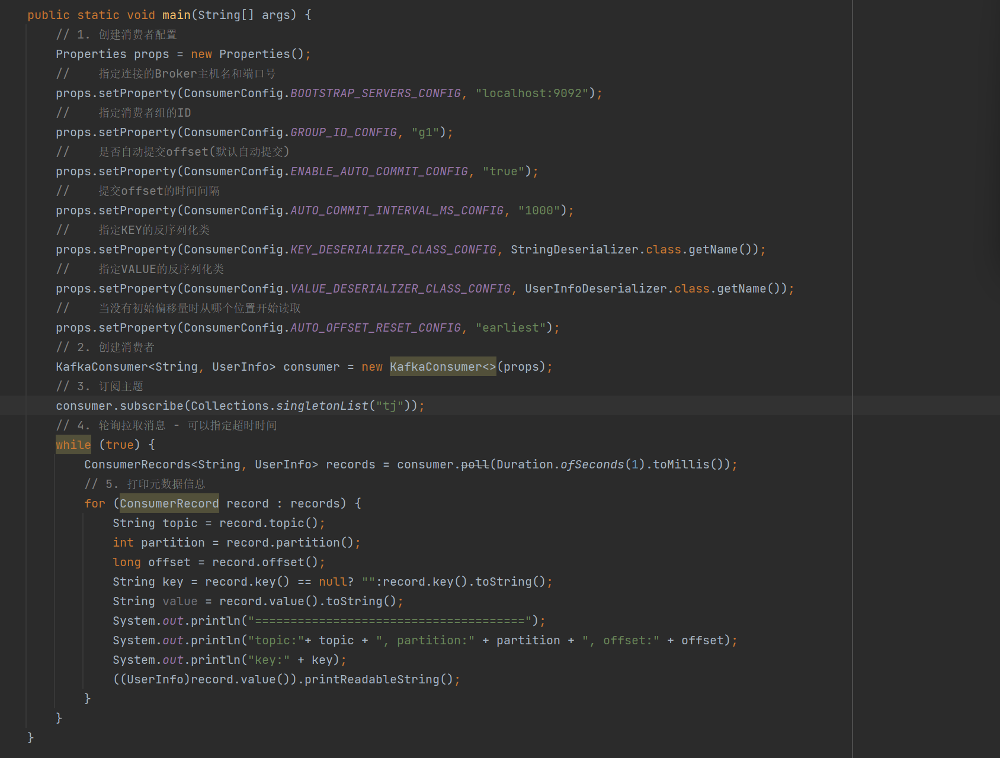 public static void main(String[] args) {
// 1. 创建消费者配置
Properties props = new Properties();
//    指定连接的Broker主机名和端口号
props.setProperty(ConsumerConfig.BOOTSTRAP_SERVERS_CONFIG, "localhost:9092");
//    指定消费者组的ID
props.setProperty(ConsumerConfig.GROUP_ID_CONFIG, "g1");
//    是否自动提交offset(默认自动提交)
props.setProperty(ConsumerConfig.ENABLE_AUTO_COMMIT_CONFIG, "true");
//    提交offset的时间间隔
props.setProperty(ConsumerConfig.AUTO_COMMIT_INTERVAL_MS_CONFIG, "1000");
//    指定KEY的反序列化类
props.setProperty(ConsumerConfig.KEY_DESERIALIZER_CLASS_CONFIG, StringDeserializer.class.getName());
//    指定VALUE的反序列化类
props.setProperty(ConsumerConfig.VALUE_DESERIALIZER_CLASS_CONFIG, UserInfoDeserializer.class.getName());
//    当没有初始偏移量时从哪个位置开始读取
props.setProperty(ConsumerConfig.AUTO_OFFSET_RESET_CONFIG, "earliest");
// 2. 创建消费者
KafkaConsumer<String, UserInfo> consumer = new KafkaConsumer<>(props);
// 3. 订阅主题
consumer.subscribe(Collections.singletonList("tj"));
// 4. 轮询拉取消息 - 可以指定超时时间
while (true) {
ConsumerRecords<String, UserInfo> records = consumer.poll(Duration.ofSeconds(1).toMillis());
// 5. 打印元数据信息
for (ConsumerRecord record : records) {
String topic = record.topic();
int partition = record.partition();
long offset = record.offset();
String key = record.key() == null? "":record.key().toString();
String value = record.value().toString();
System.out.println("======================================");
System.out.println("topic:"+ topic + ", partition:" + partition + ", offset:" + offset);
System.out.println("key:" + key);
((UserInfo)record.value()).printReadableString();
}
}
}